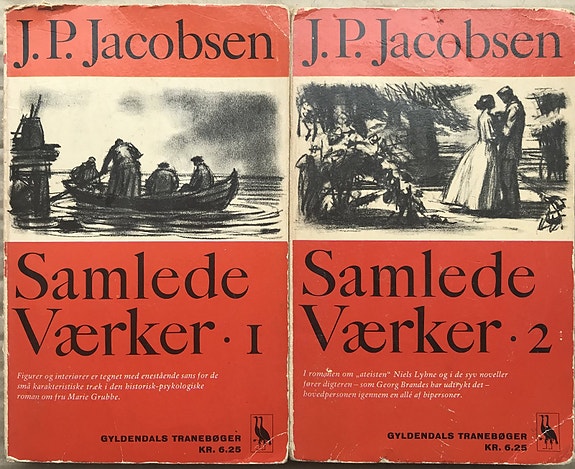 J.P. Jacobsen
Samlede
Værker · 1
Figurer og interiører er tegnet med enestående sans for de
små karakteristiske træk i den historisk-psykologiske
roman om fru Marie Grubbe.
GYLDENDALS TRANEBØGER
KR. 6.25
J.P. Jacobsen
Samlede
Værker · 2
I romanen om „ateisten“ Niels Lyhne og i de syv noveller
fører digteren – som Georg Brandes har udtrykt det –
hovedpersonen igennem en allé af bipersoner.
GYLDENDALS TRANEBØGER
KR. 6.25